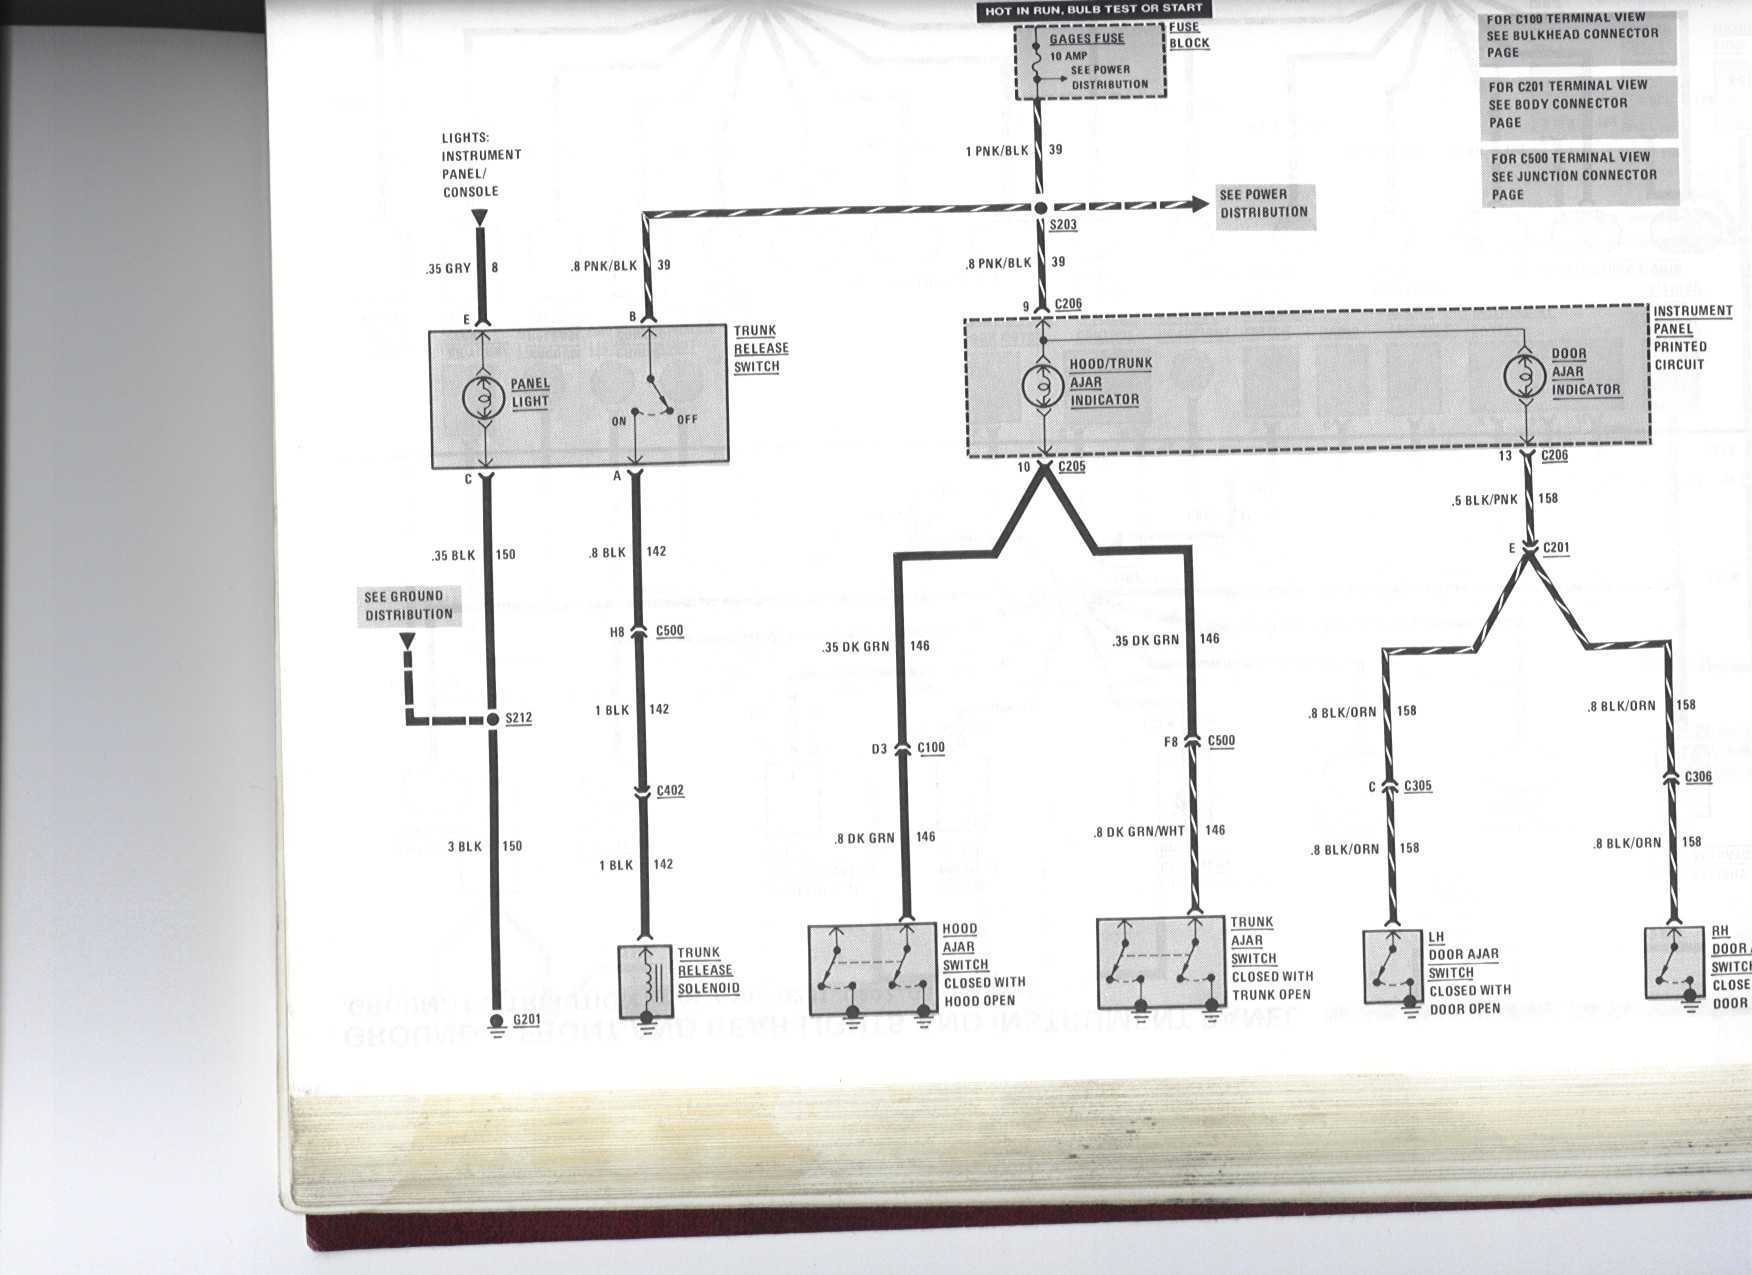 HOT IN RUN, BULB TEST OR START
FUSE
BLOCK
GAGES FUSE
10 AMP
SEE POWER
DISTRIBUTION
FOR C100 TERMINAL VIEW
SEE BULKHEAD CONNECTOR
PAGE
FOR C201 TERMINAL VIEW
SEE BODY CONNECTOR
PAGE
FOR C500 TERMINAL VIEW
SEE JUNCTION CONNECTOR
PAGE
LIGHTS:
INSTRUMENT
PANEL/
CONSOLE
1 PNK/BLK 39
S203
SEE POWER
DISTRIBUTION
.35 GRY 8
.8 PNK/BLK 39
.8 PNK/BLK 39
E
B
9 C206
TRUNK
RELEASE
SWITCH
PANEL
LIGHT
ON
OFF
INSTRUMENT
PANEL
PRINTED
CIRCUIT
HOOD/TRUNK
AJAR
INDICATOR
DOOR
AJAR
INDICATOR
C
A
10 C205
13 C206
.5 BLK/PNK 158
E C201
.35 BLK 150
.8 BLK 142
SEE GROUND
DISTRIBUTION
H8 C500
.35 DK GRN 146
.35 DK GRN 146
S212
1 BLK 142
.8 BLK/ORN 158
.8 BLK/ORN 158
D3 C100
F8 C500
C402
C C305
C306
3 BLK 150
1 BLK 142
.8 DK GRN 146
.8 DK GRN/WHT 146
.8 BLK/ORN 158
.8 BLK/ORN 158
G201
TRUNK
RELEASE
SOLENOID
HOOD
AJAR
SWITCH
CLOSED WITH
HOOD OPEN
TRUNK
AJAR
SWITCH
CLOSED WITH
TRUNK OPEN
LH
DOOR AJAR
SWITCH
CLOSED WITH
DOOR OPEN
RH
DOOR
SWITC
CLOSE
DOOR